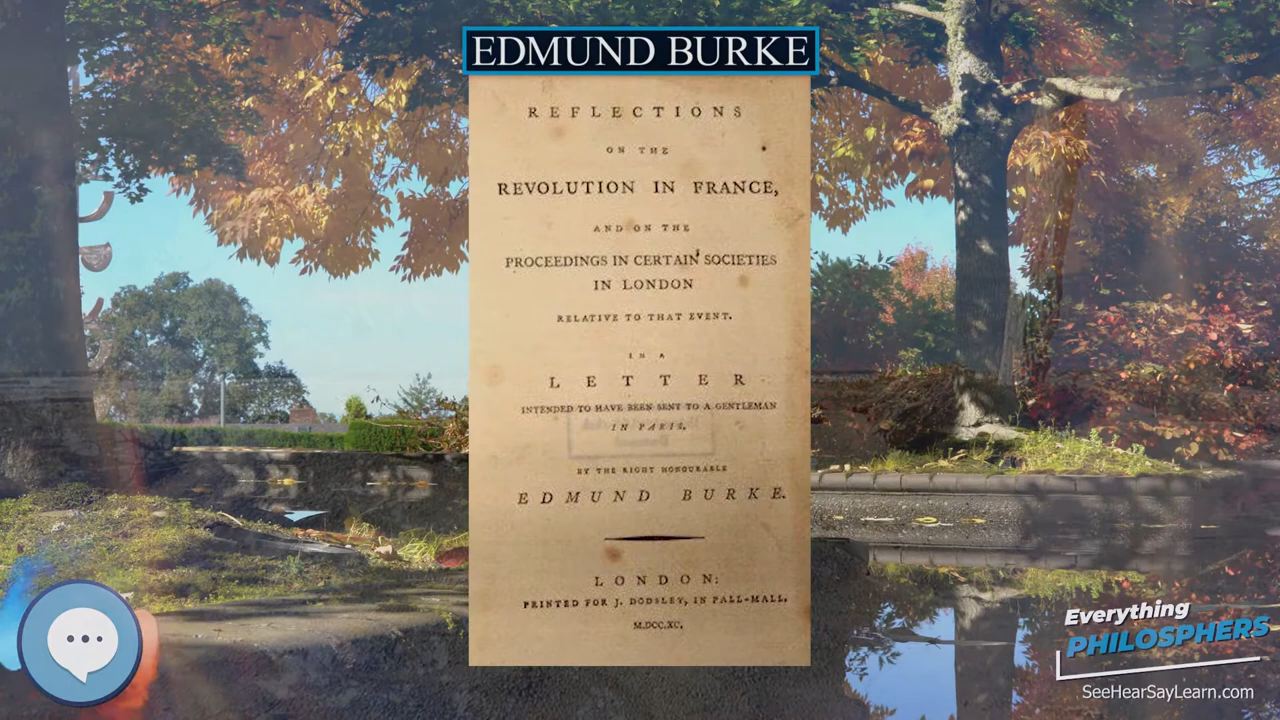 EDMUND BURKE
REFLECTIONS
ON THE
REVOLUTION IN FRANCE,
AND ON THE
PROCEEDINGS IN CERTAIN SOCIETIES
IN LONDON
RELATIVE TO THAT EVENT.
IN A
LETTER
INTENDED TO HAVE BEEN SENT TO A GENTLEMAN
IN PARIS.
BY THE RIGHT HONOURABLE
EDMUND BURKE.
LONDON:
PRINTED FOR J. DODSLEY, IN PALL-MALL.
M.DCC.XC.
Everything
PHILOSPHERS
SeeHearSayLearn.com